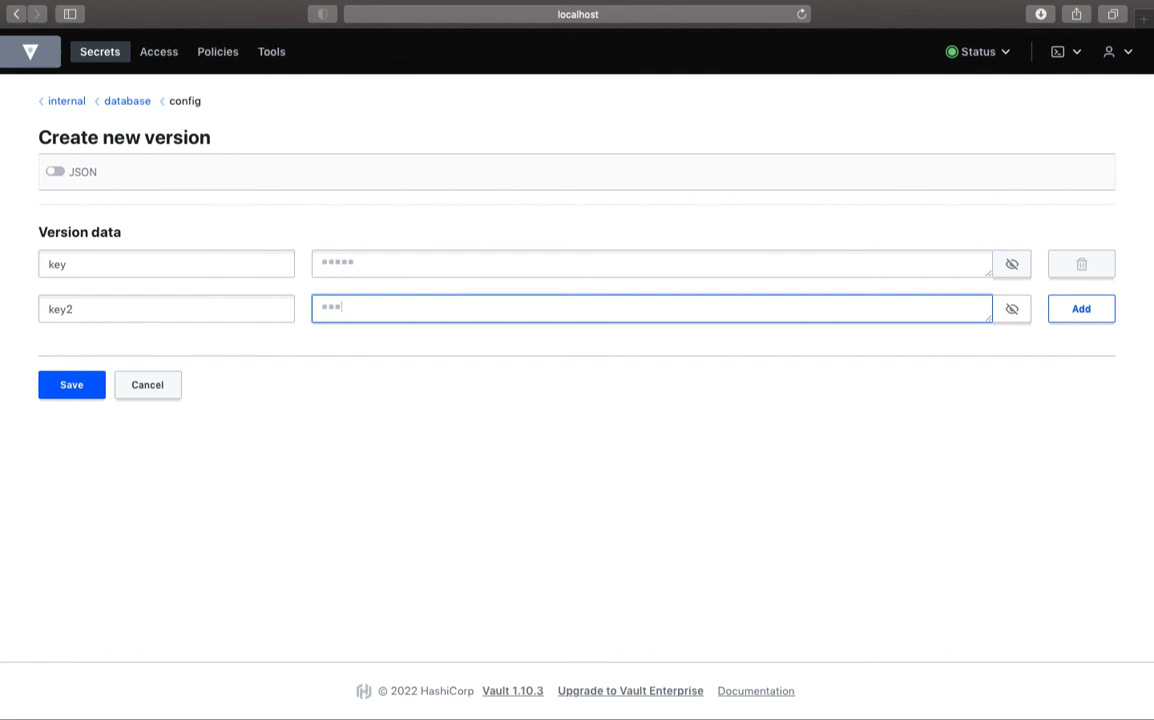 localhost
Secrets Access Policies Tools Status
internal database config
Create new version
JSON
Version data
key
key2 Add
Save Cancel
© 2022 HashiCorp Vault 1.10.3 Upgrade to Vault Enterprise Documentation